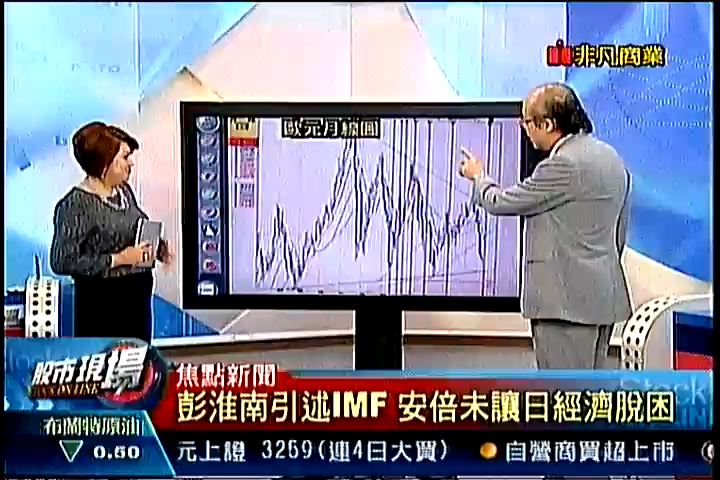 非凡商業
歐元月線圖
股市現場
焦點新聞
彭淮南引述IMF 安倍未讓日經濟脫困
布蘭特原油
▽ 0.50
元上證 3259(連4日大買) 自營商買超上市